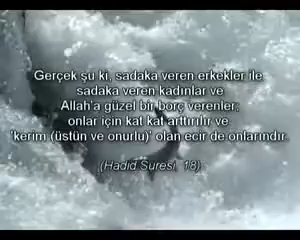 Gerçek şu ki, sadaka veren erkekler ile
sadaka veren kadınlar ve
Allah'a güzel bir borç verenler;
onlar için kat kat arttırılır ve
'kerim (üstün ve onurlu)' olan ecir de onlarındır.
(Hadid Suresi, 18)